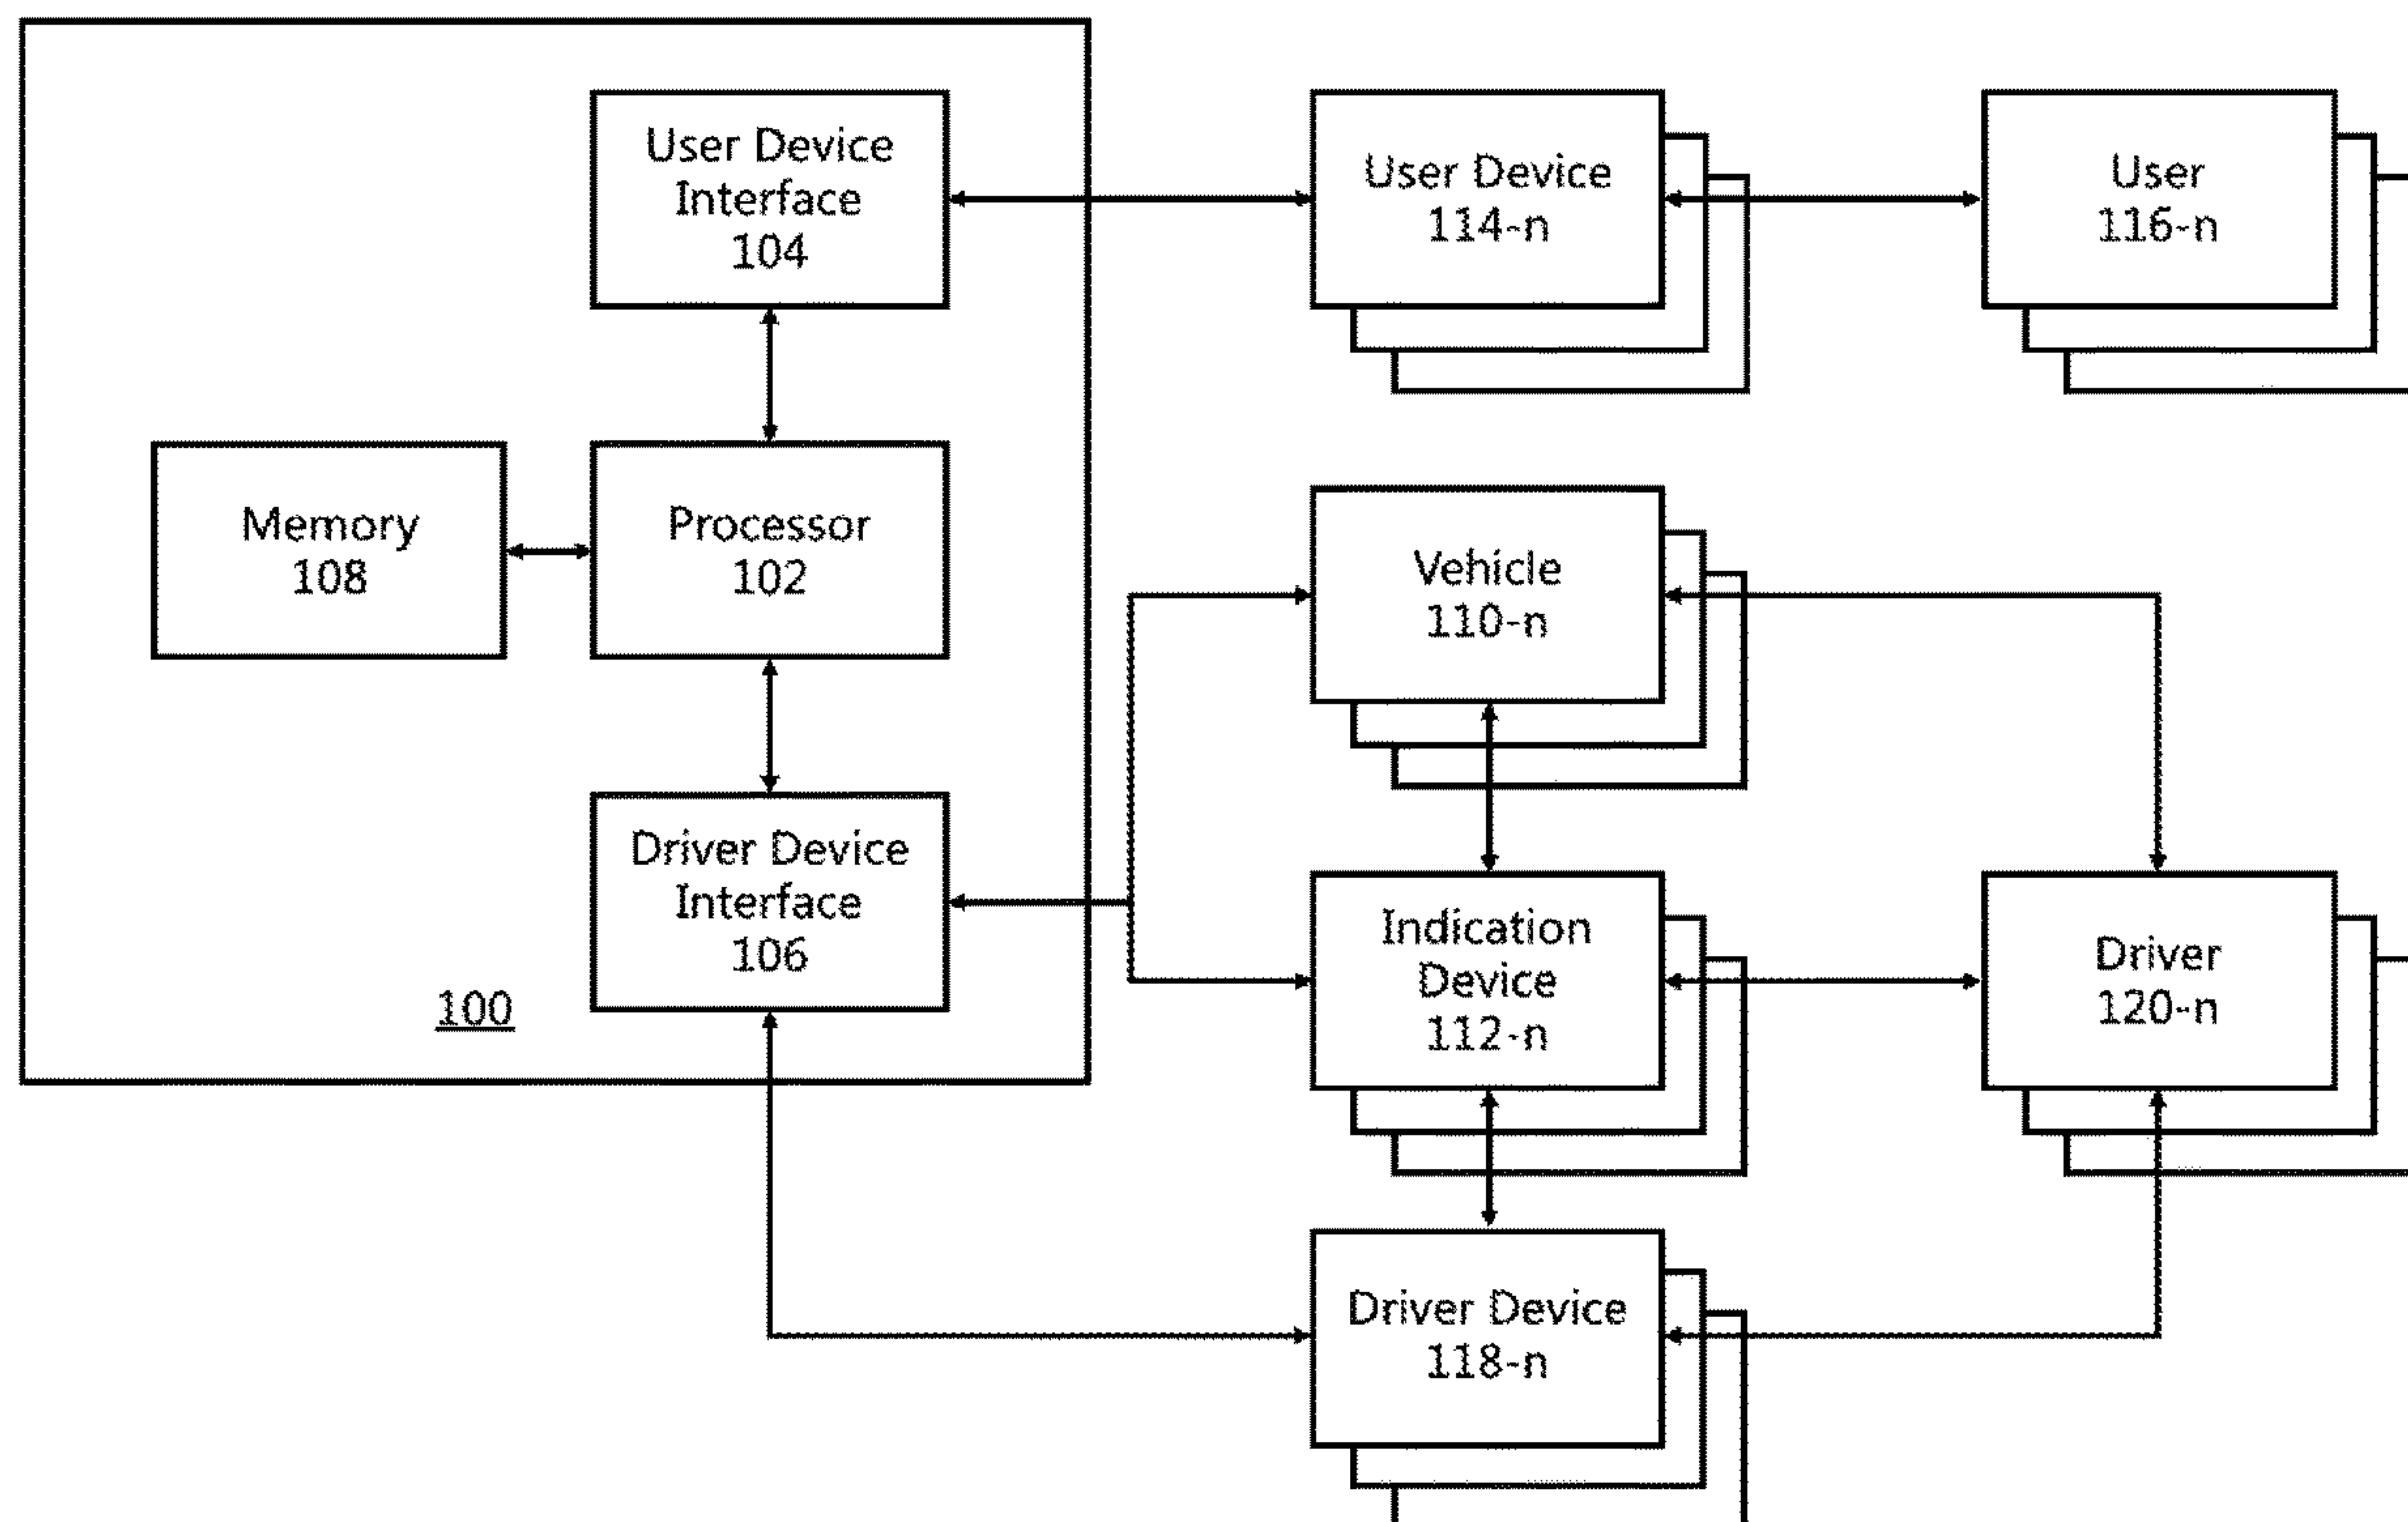 User Device
Interface
104
User Device
114-n
User
116-n
Memory
108
Processor
102
Vehicle
110-n
Driver Device
Interface
106
Indication
Device
112-n
Driver
120-n
100
Driver Device
118-n